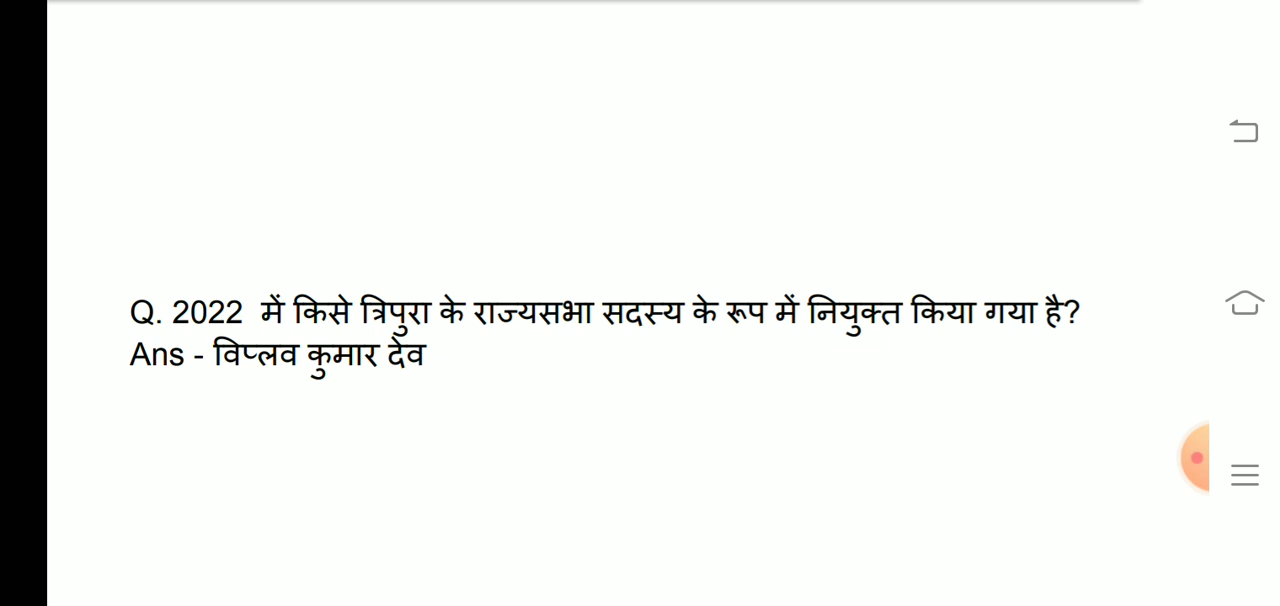 Q. 2022 में किसे त्रिपुरा के राज्यसभा सदस्य के रूप में नियुक्त किया गया है?
Ans - विप्लव कुमार देव